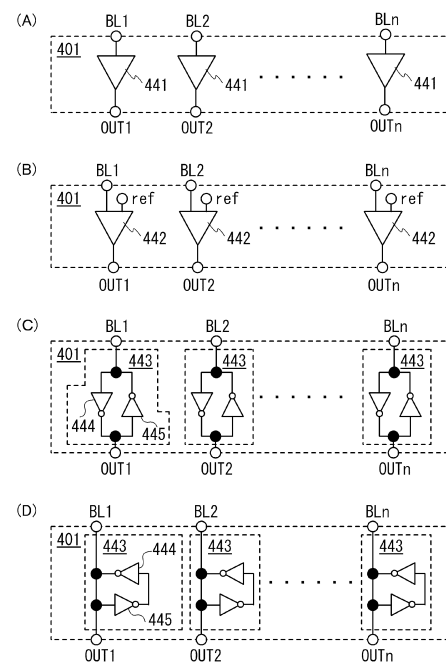 (A)
BL1 BL2 BLn
401
441 441 441
OUT1 OUT2 OUTn
(B)
BL1 BL2 BLn
401 ref ref ref
442 442 442
OUT1 OUT2 OUTn
(C)
BL1 BL2 BLn
401 443 443 443
444 445
OUT1 OUT2 OUTn
(D)
BL1 BL2 BLn
401 443 444 443 443
445
OUT1 OUT2 OUTn